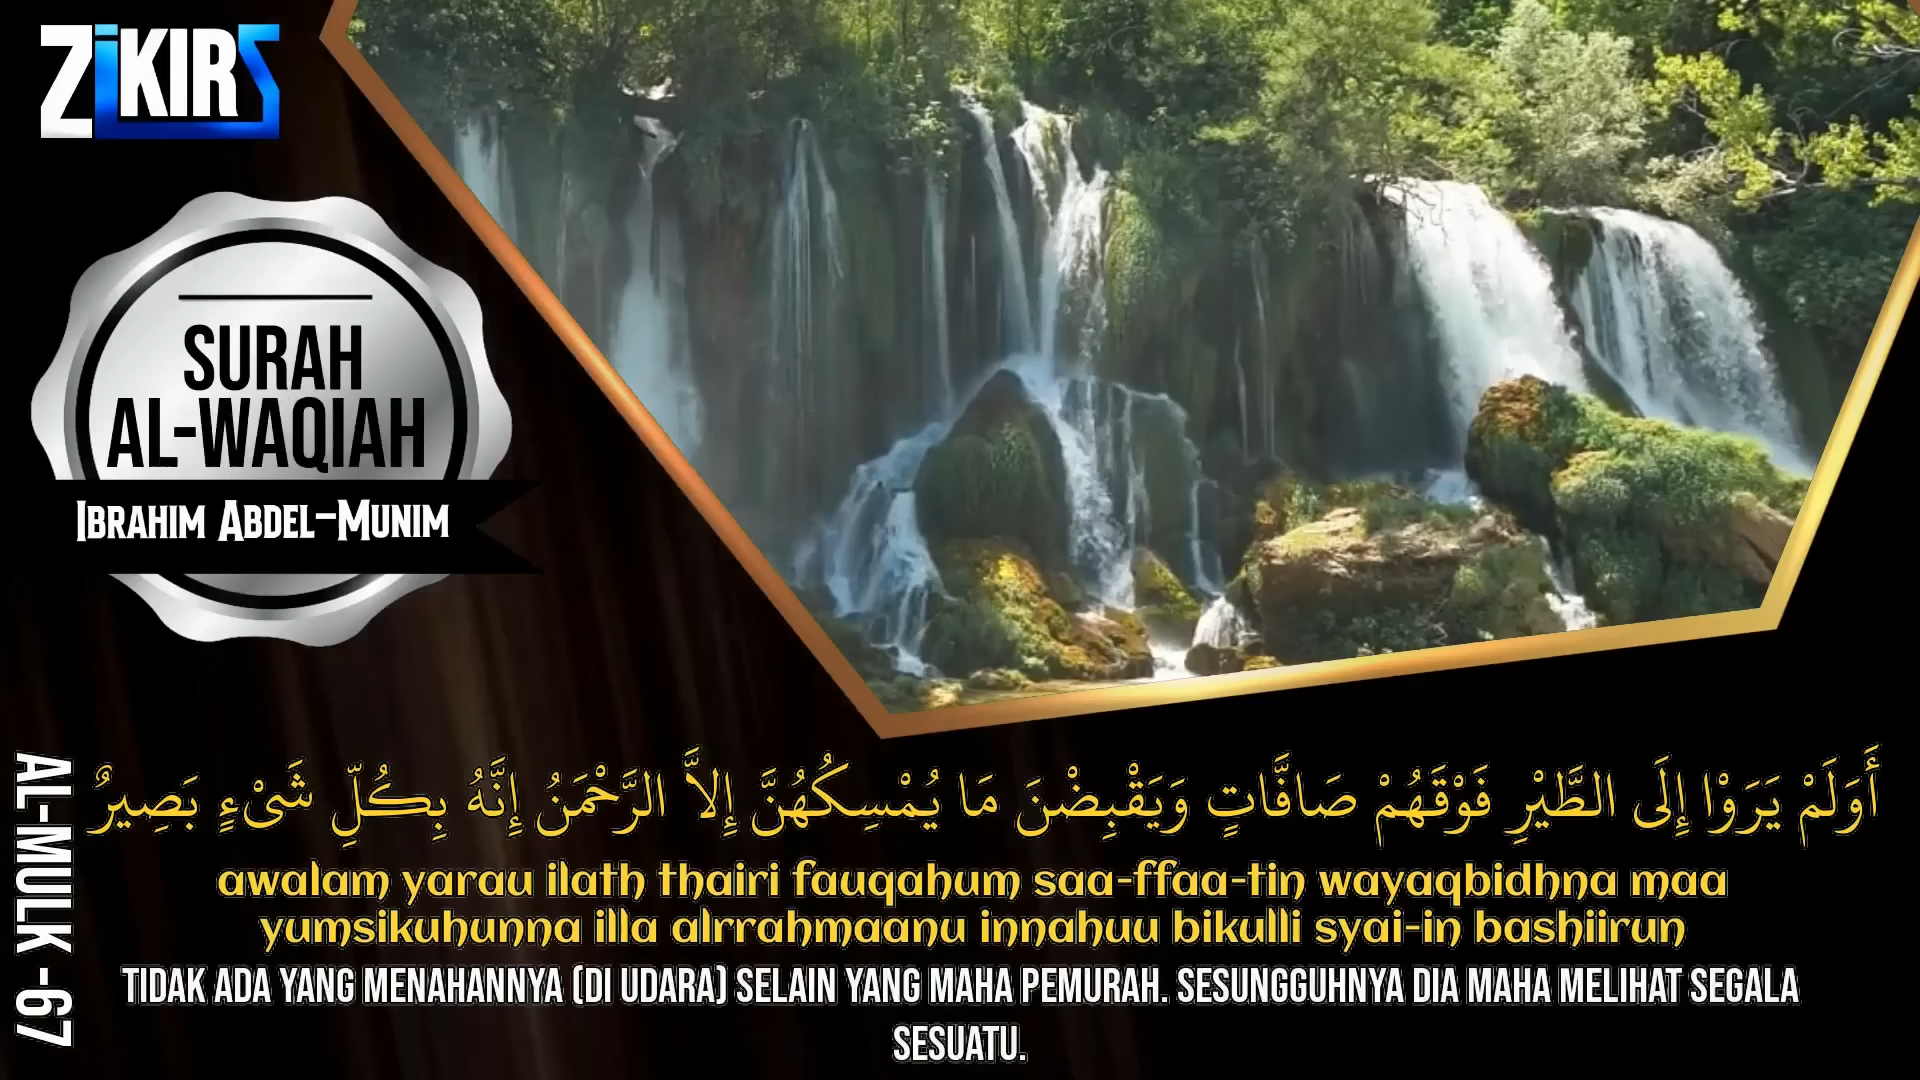 ZIKIRS
SURAH
AL-WAQIAH
IBRAHIM ABDEL-MUNIM
AL-MULK -67
أَوَلَمْ يَرَوْا إِلَى الطَّيْرِ فَوْقَهُمْ صَافَّاتٍ وَيَقْبِضْنَ مَا يُمْسِكُهُنَّ إِلاَّ الرَّحْمَنُ إِنَّهُ بِكُلِّ شَىْءٍ بَصِيرٌ
awalam yarau ilath thairi fauqahum saa-ffaa-tin wayaqbidhna maa
yumsikuhunna illa alrrahmaanu innahuu bikulli syai-in bashiirun
TIDAK ADA YANG MENAHANNYA (DI UDARA) SELAIN YANG MAHA PEMURAH. SESUNGGUHNYA DIA MAHA MELIHAT SEGALA
SESUATU.